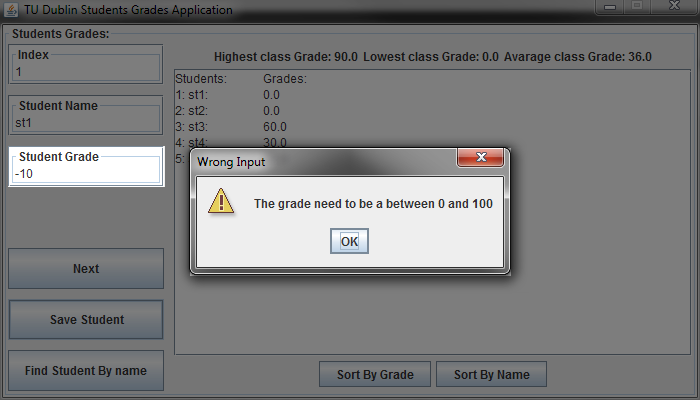 TU Dublin Students Grades Application
Students Grades:
Index
1
Student Name
st1
Student Grade
-10
Next
Save Student
Find Student By name
Highest class Grade: 90.0 Lowest class Grade: 0.0 Avarage class Grade: 36.0
Students: Grades:
1: st1: 0.0
2: st2: 0.0
3: st3: 60.0
4: st4: 30.0
5:
Wrong Input
The grade need to be a between 0 and 100
OK
Sort By Grade Sort By Name